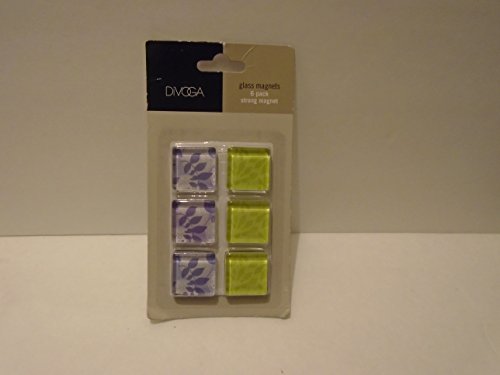 DiVOGA
glass magnets
6 pack
strong magnet